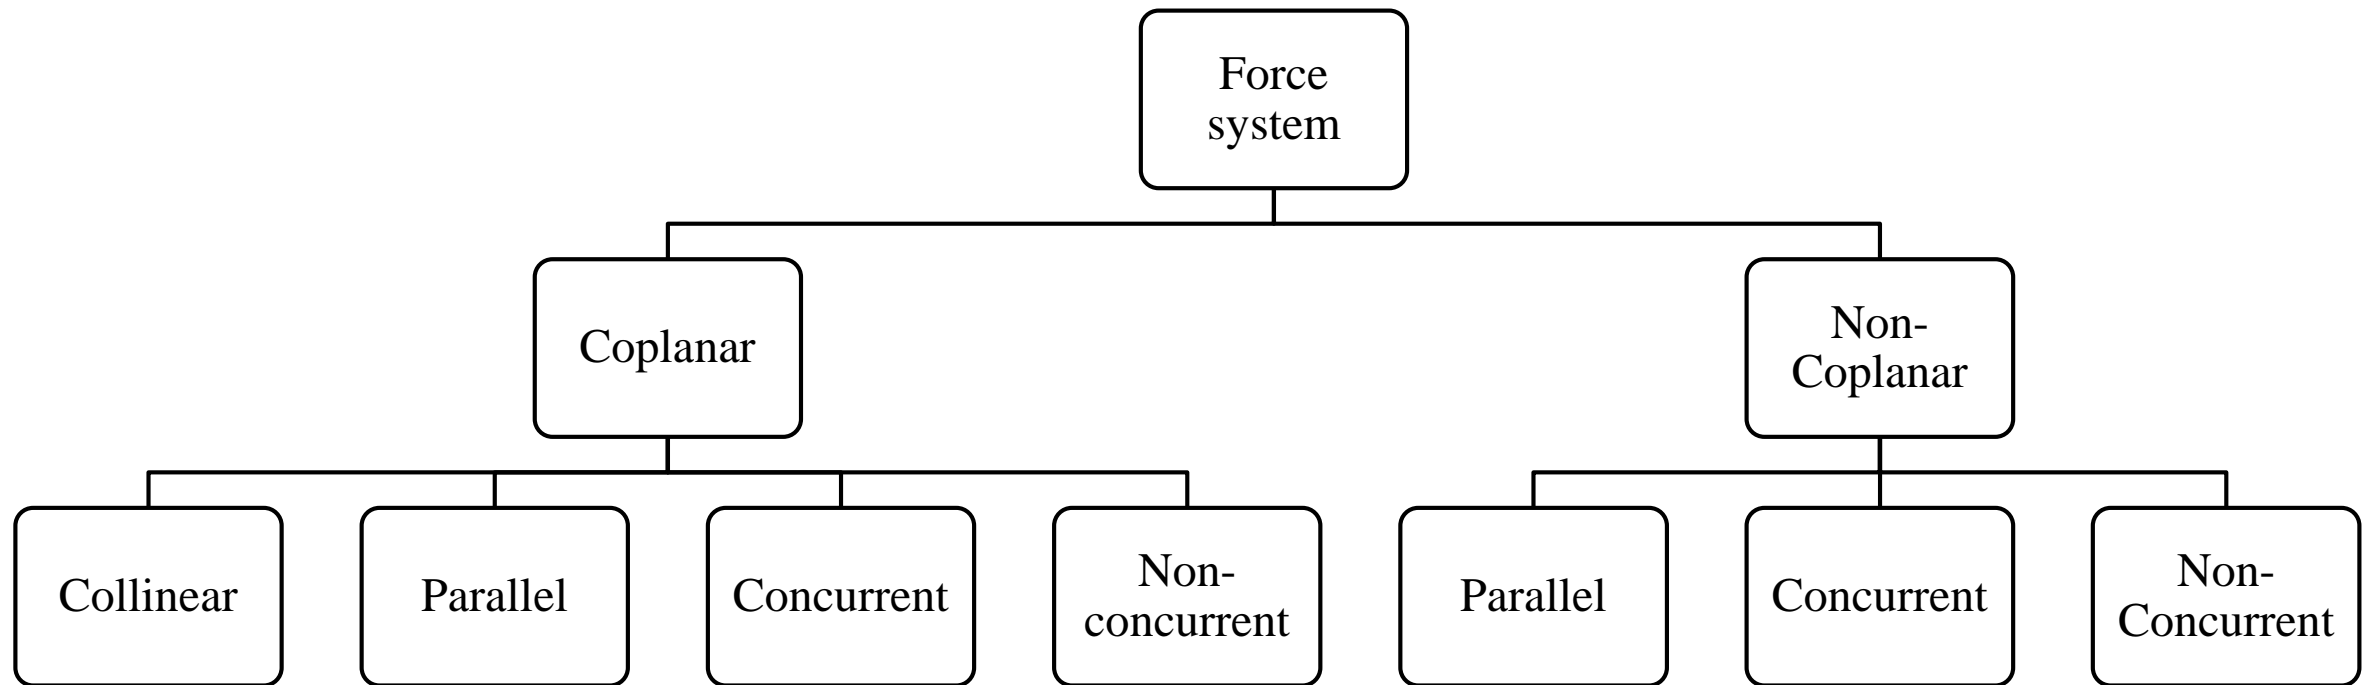 Force
system
Coplanar
Non-
Coplanar
Collinear
Parallel
Concurrent
Non-
concurrent
Parallel
Concurrent
Non-
Concurrent